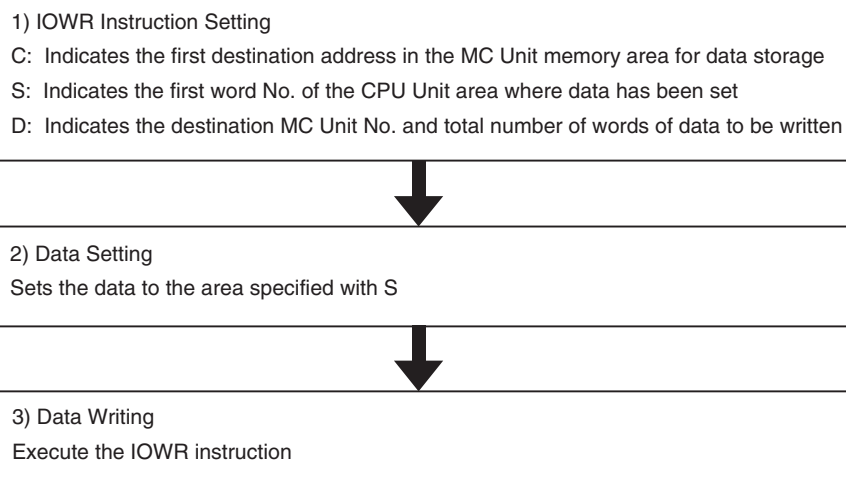 1) IOWR Instruction Setting
C: Indicates the first destination address in the MC Unit memory area for data storage
S: Indicates the first word No. of the CPU Unit area where data has been set
D: Indicates the destination MC Unit No. and total number of words of data to be written
2) Data Setting
Sets the data to the area specified with S
3) Data Writing
Execute the IOWR instruction